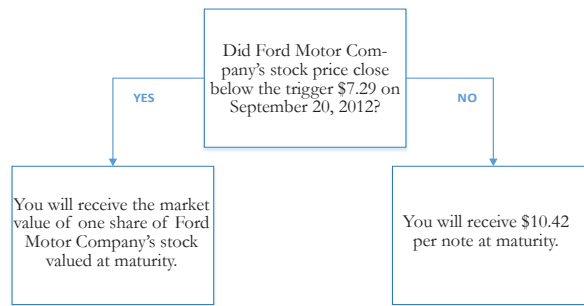 Did Ford Motor Com-
pany's stock price close
below the trigger $7.29 on
September 20, 2012?
YES
NO
You will receive the market
value of one share of Ford
Motor Company's stock
valued at maturity.
You will receive $10.42
per note at maturity.